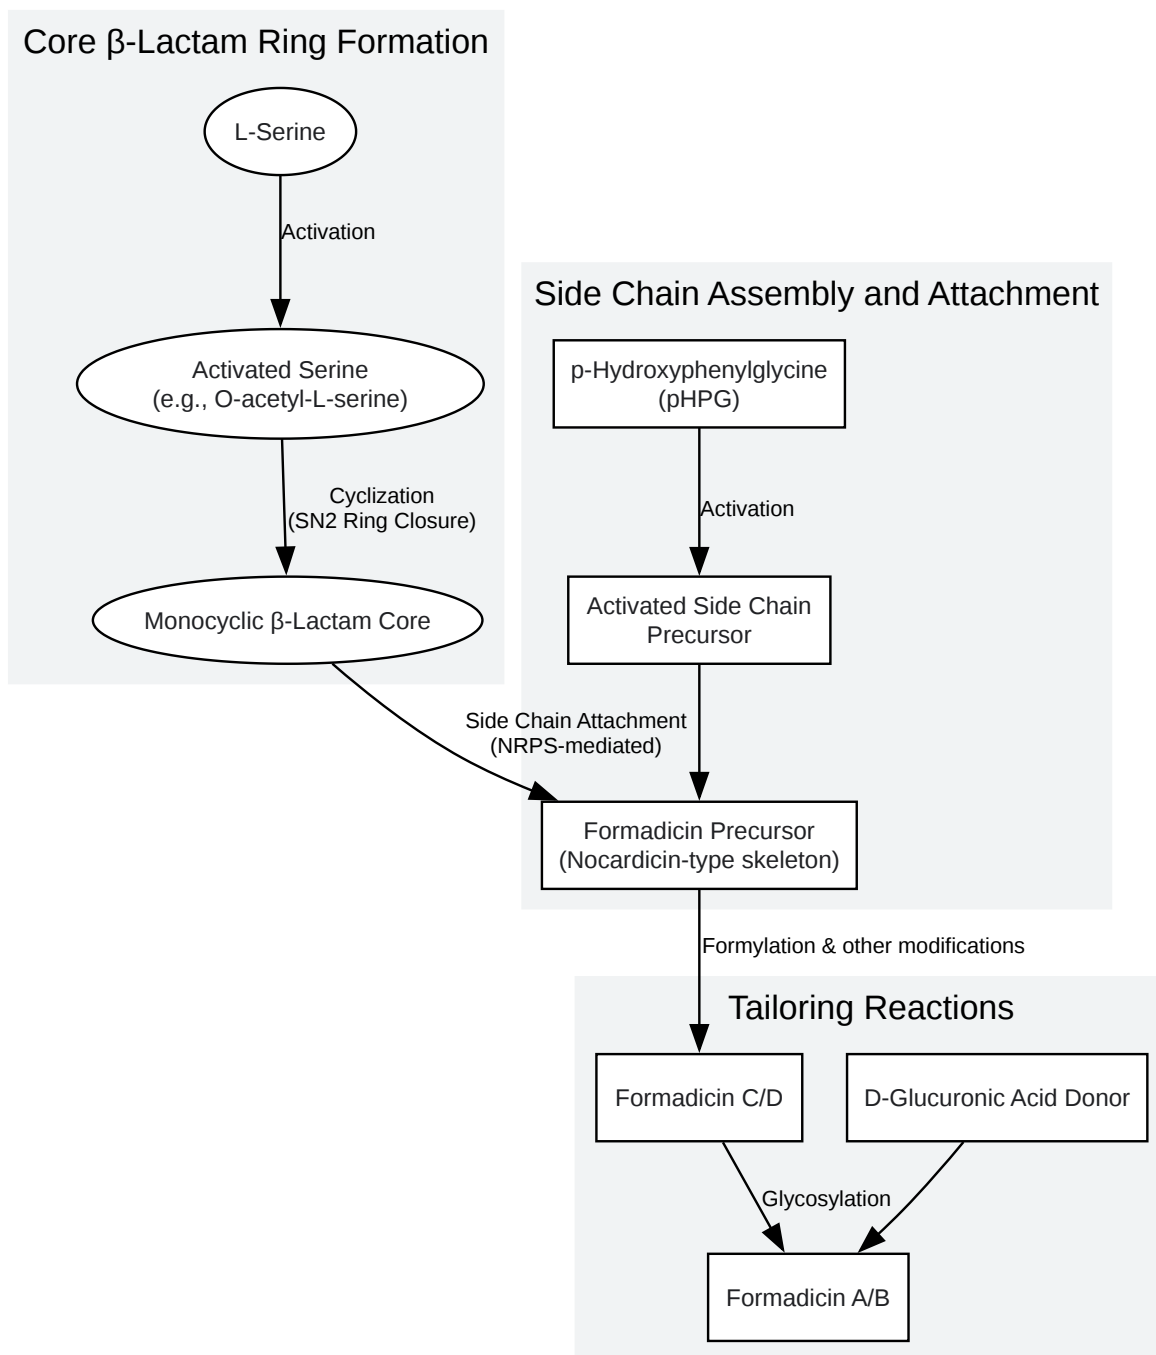 Core β-Lactam Ring Formation
L-Serine
Activation
Activated Serine
(e.g., O-acetyl-L-serine)
Cyclization
(SN2 Ring Closure)
Monocyclic β-Lactam Core
Side Chain Assembly and Attachment
p-Hydroxyphenylglycine
(pHPG)
Activation
Activated Side Chain
Precursor
Side Chain Attachment
(NRPS-mediated)
Formadicin Precursor
(Nocardicin-type skeleton)
Formylation & other modifications
Tailoring Reactions
Formadicin C/D
D-Glucuronic Acid Donor
Glycosylation
Formadicin A/B